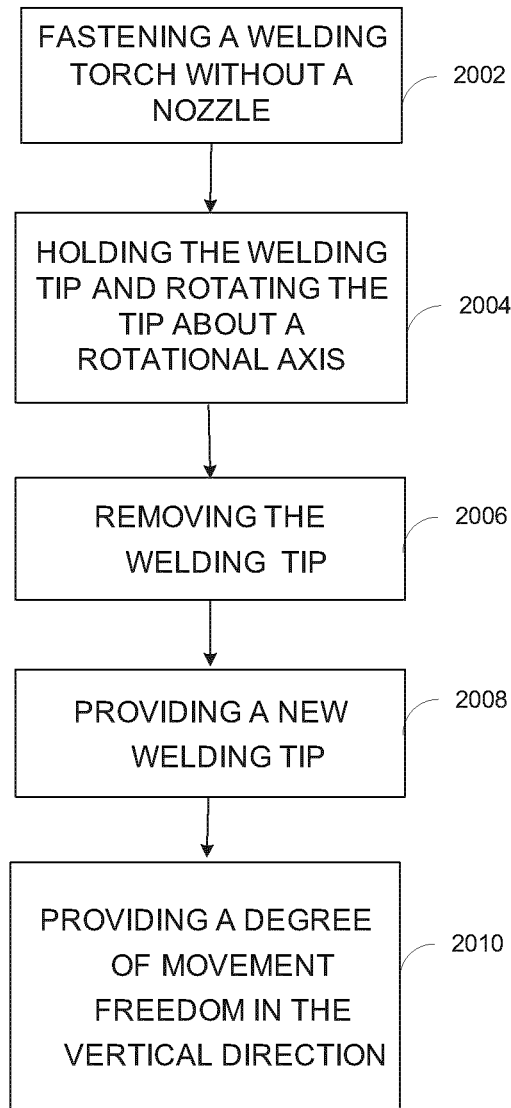 FASTENING A WELDING
TORCH WITHOUT A
NOZZLE
2002
HOLDING THE WELDING
TIP AND ROTATING THE
TIP ABOUT A
ROTATIONAL AXIS
2004
REMOVING THE
WELDING TIP
2006
PROVIDING A NEW
WELDING TIP
2008
PROVIDING A DEGREE
OF MOVEMENT
FREEDOM IN THE
VERTICAL DIRECTION
2010